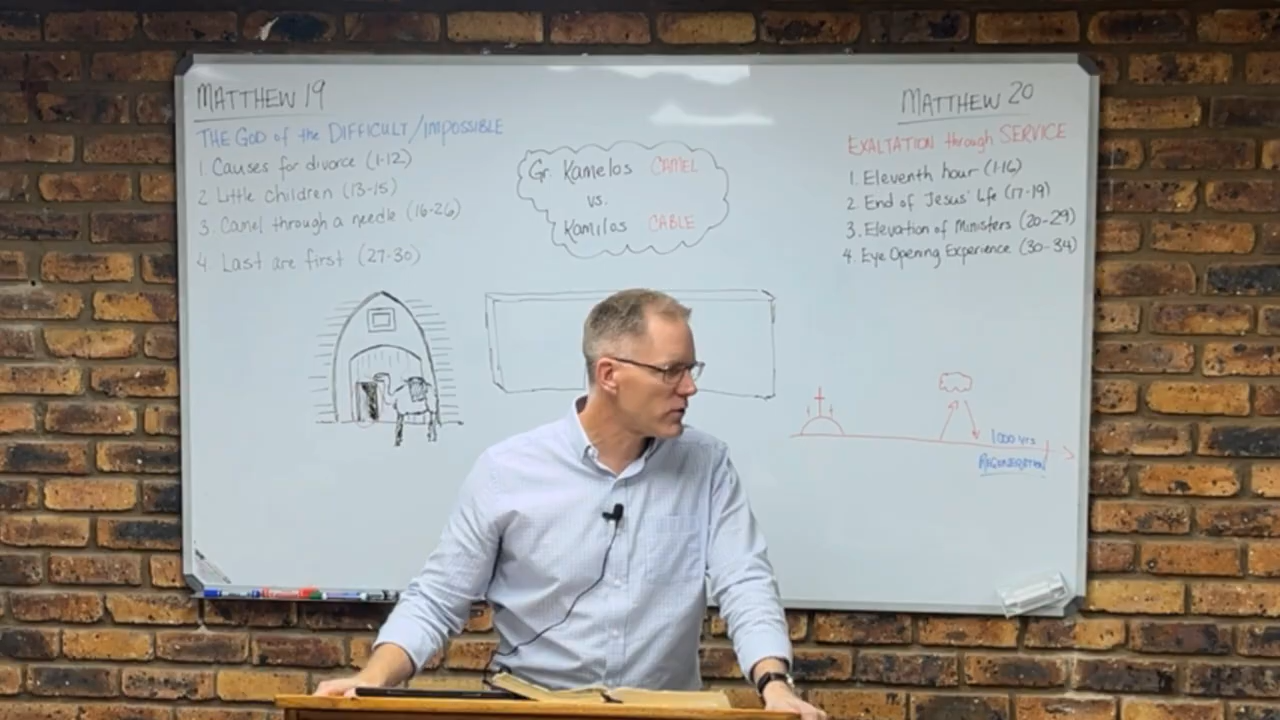 MATTHEW 19
THE GOD of the DIFFICULT/IMPOSSIBLE
1 Causes for divorce (1-12)
2 Little children (13-15)
3. Camel through a needle (16-26)
4. Last are first (27-30)
Gr. Kamelos CAMEL
vs.
Kamilos CABLE
MATTHEW 20
EXALTATION through SERVICE
1. Eleventh hour (1-16)
2. End of Jesus' life (17-19)
3. Elevation of Ministers (20-29)
4. Eye Opening Experience (30-34)
1000 yrs
REGENERATION